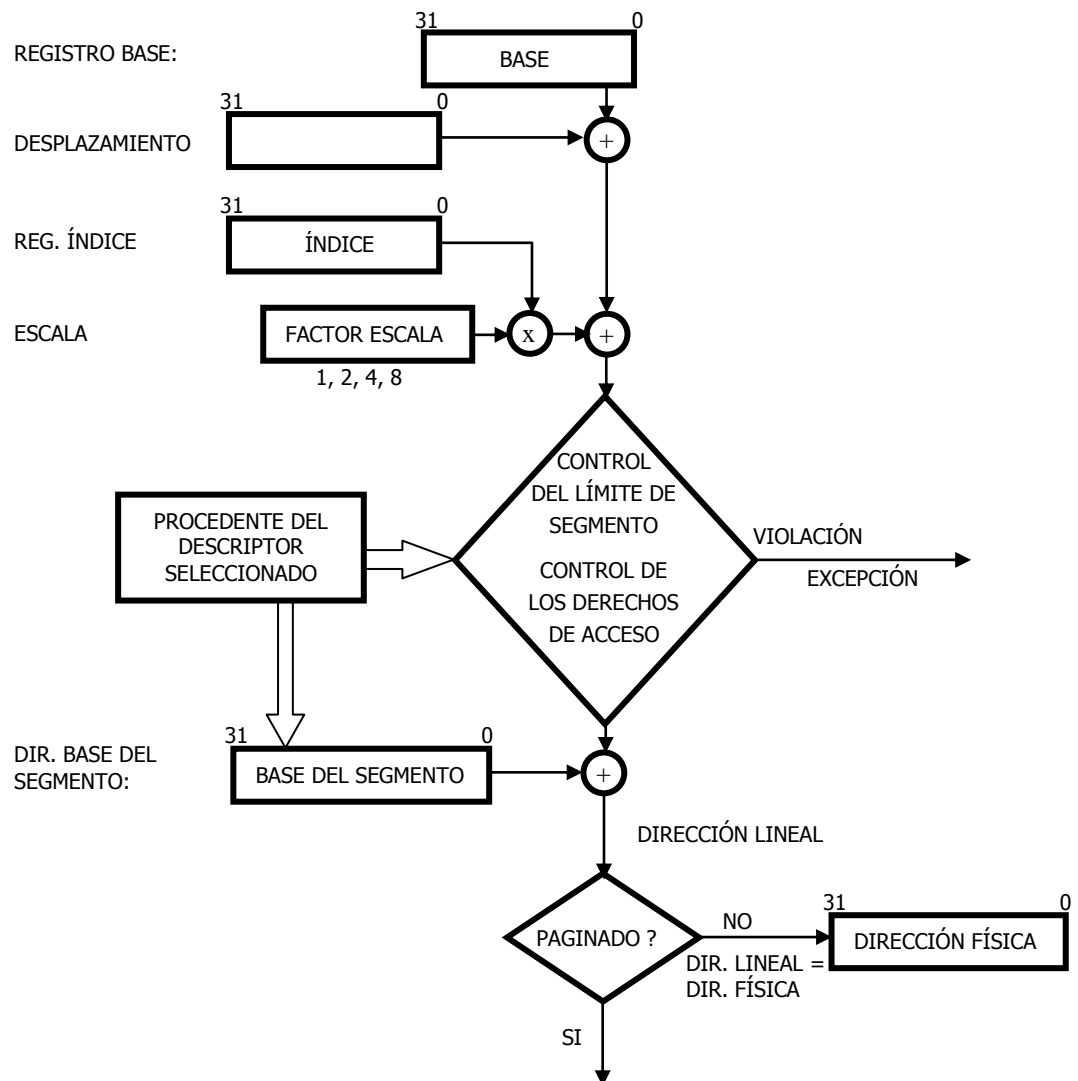 31 0
REGISTRO BASE:
BASE
31 0
DESPLAZAMIENTO
+
31 0
REG. ÍNDICE
ÍNDICE
ESCALA
FACTOR ESCALA
x
+
1, 2, 4, 8
CONTROL
DEL LÍMITE DE
SEGMENTO
CONTROL DE
LOS DERECHOS
DE ACCESO
PROCEDENTE DEL
DESCRIPTOR
SELECCIONADO
VIOLACIÓN
EXCEPCIÓN
DIR. BASE DEL
SEGMENTO:
31 0
BASE DEL SEGMENTO
+
DIRECCIÓN LINEAL
PAGINADO ?
NO
DIR. LINEAL =
DIR. FÍSICA
31 0
DIRECCIÓN FÍSICA
SI